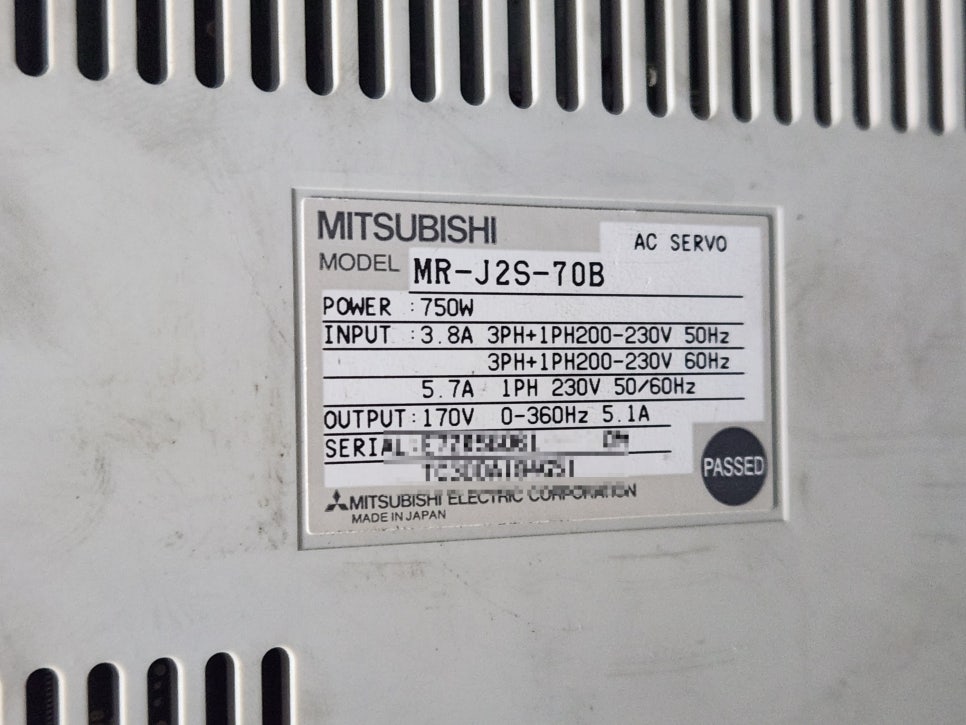 MITSUBISHI
AC SERVO
MODEL MR-J2S-70B
POWER : 750W
INPUT : 3.8A 3PH+1PH200-230V 50Hz
3PH+1PH200-230V 60Hz
5.7A 1PH 230V 50/60Hz
OUTPUT: 170V 0-360Hz 5.1A
SERIAL:
PASSED
MITSUBISHI ELECTRIC CORPORATION
MADE IN JAPAN